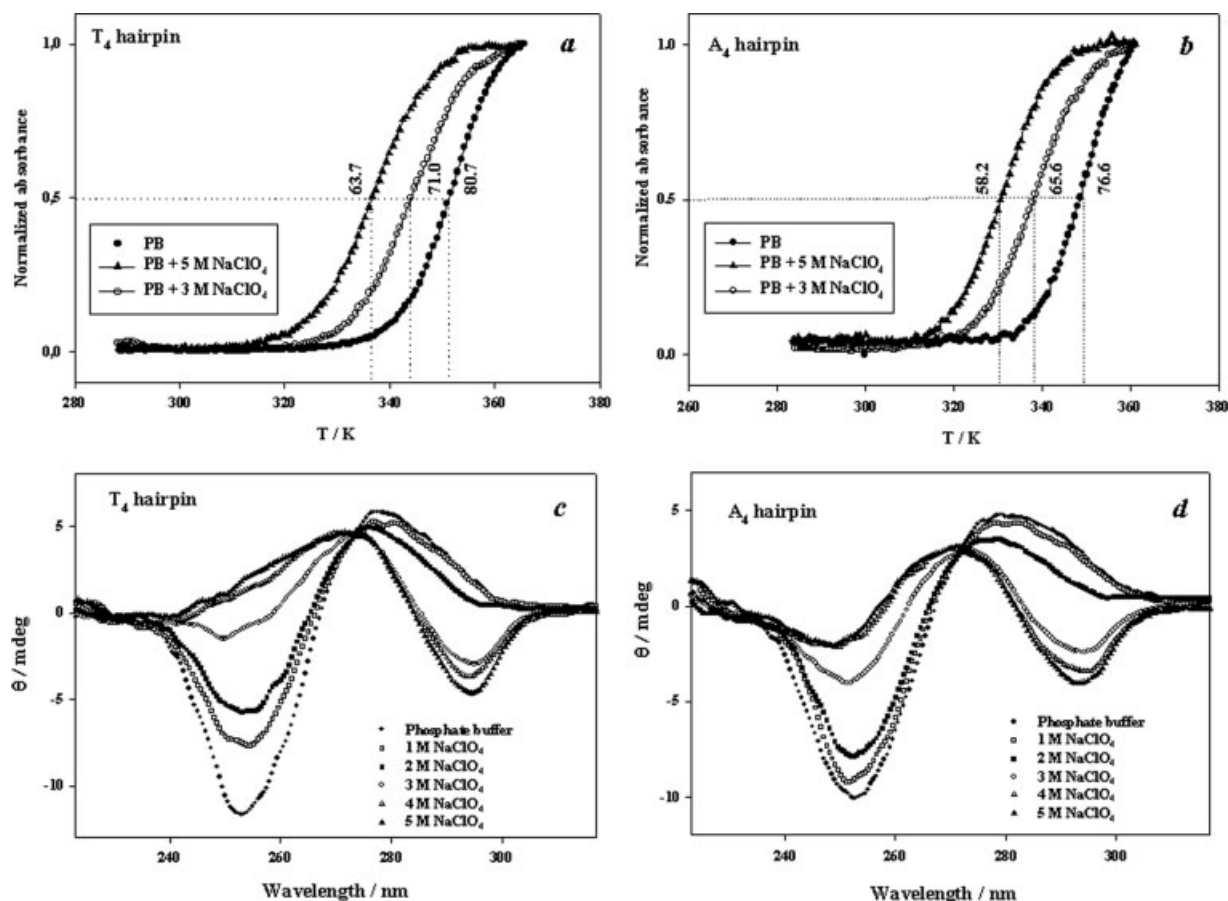 T4 hairpin
a
1,0
0,5
0,0
Normalized absorbance
63.7
71.0
80.7
PB
PB + 5 M NaClO4
PB + 3 M NaClO4
280 300 320 340 360 380
T / K
A4 hairpin
b
1.0
0.5
0.0
Normalized absorbance
58.2
65.6
76.6
PB
PB + 5 M NaClO4
PB + 3 M NaClO4
260 280 300 320 340 360 380
T / K
T4 hairpin
c
5
0
-5
-10
θ / mdeg
Phosphate buffer
1 M NaClO4
2 M NaClO4
3 M NaClO4
4 M NaClO4
5 M NaClO4
240 260 280 300
Wavelength / nm
A4 hairpin
d
5
0
-5
-10
θ / mdeg
Phosphate buffer
1 M NaClO4
2 M NaClO4
3 M NaClO4
4 M NaClO4
5 M NaClO4
240 260 280 300
Wavelength / nm